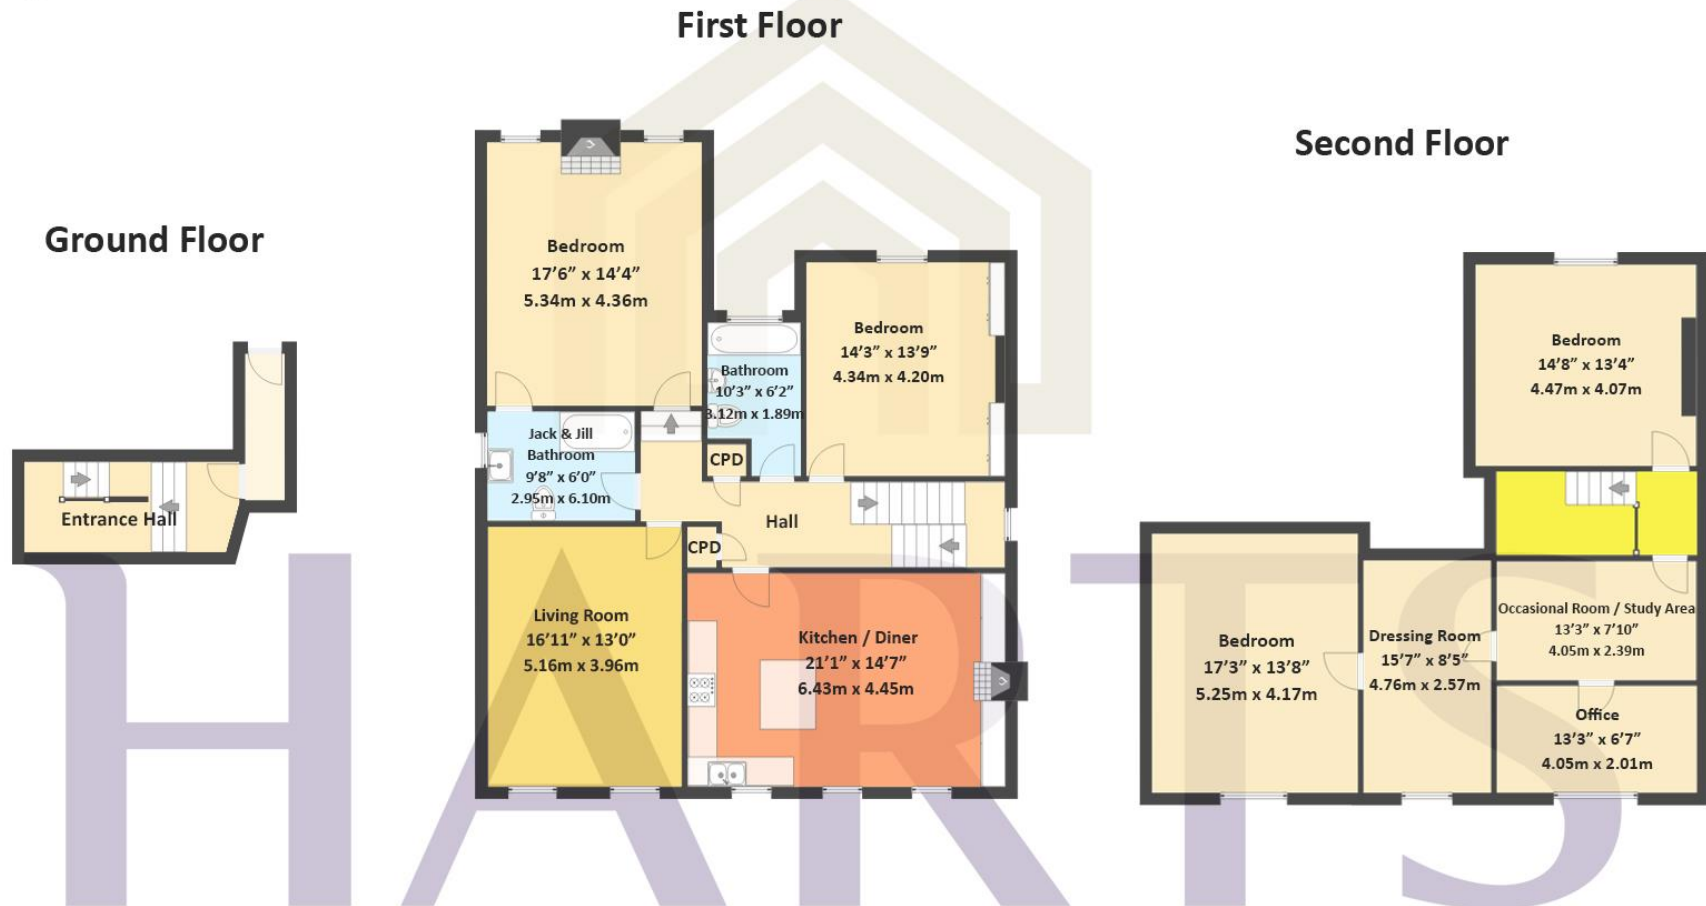 First Floor
Second Floor
Ground Floor
Entrance Hall
Bedroom
17’6” x 14’4”
5.34m x 4.36m
Bathroom
10’3” x 6’2”
3.12m x 1.89m
Bedroom
14’3” x 13’9”
4.34m x 4.20m
Jack & Jill
Bathroom
9’8” x 6’0”
2.95m x 6.10m
CPD
Hall
CPD
Living Room
16’11” x 13’0”
5.16m x 3.96m
Kitchen / Diner
21’1” x 14’7”
6.43m x 4.45m
Bedroom
14’8” x 13’4”
4.47m x 4.07m
Occasional Room / Study Area
13’3” x 7’10”
4.05m x 2.39m
Bedroom
17’3” x 13’8”
5.25m x 4.17m
Dressing Room
15’7” x 8’5”
4.76m x 2.57m
Office
13’3” x 6’7”
4.05m x 2.01m
HARTS